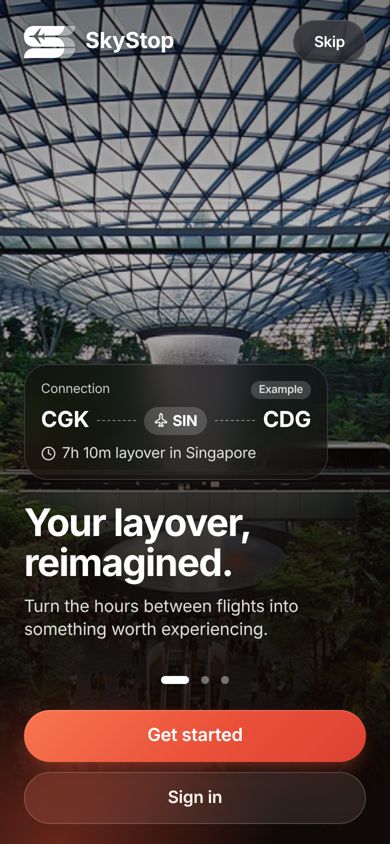 SkyStop
Skip
Connection
Example
CGK
SIN
CDG
7h 10m layover in Singapore
Your layover,
reimagined.
Turn the hours between flights into
something worth experiencing.
Get started
Sign in